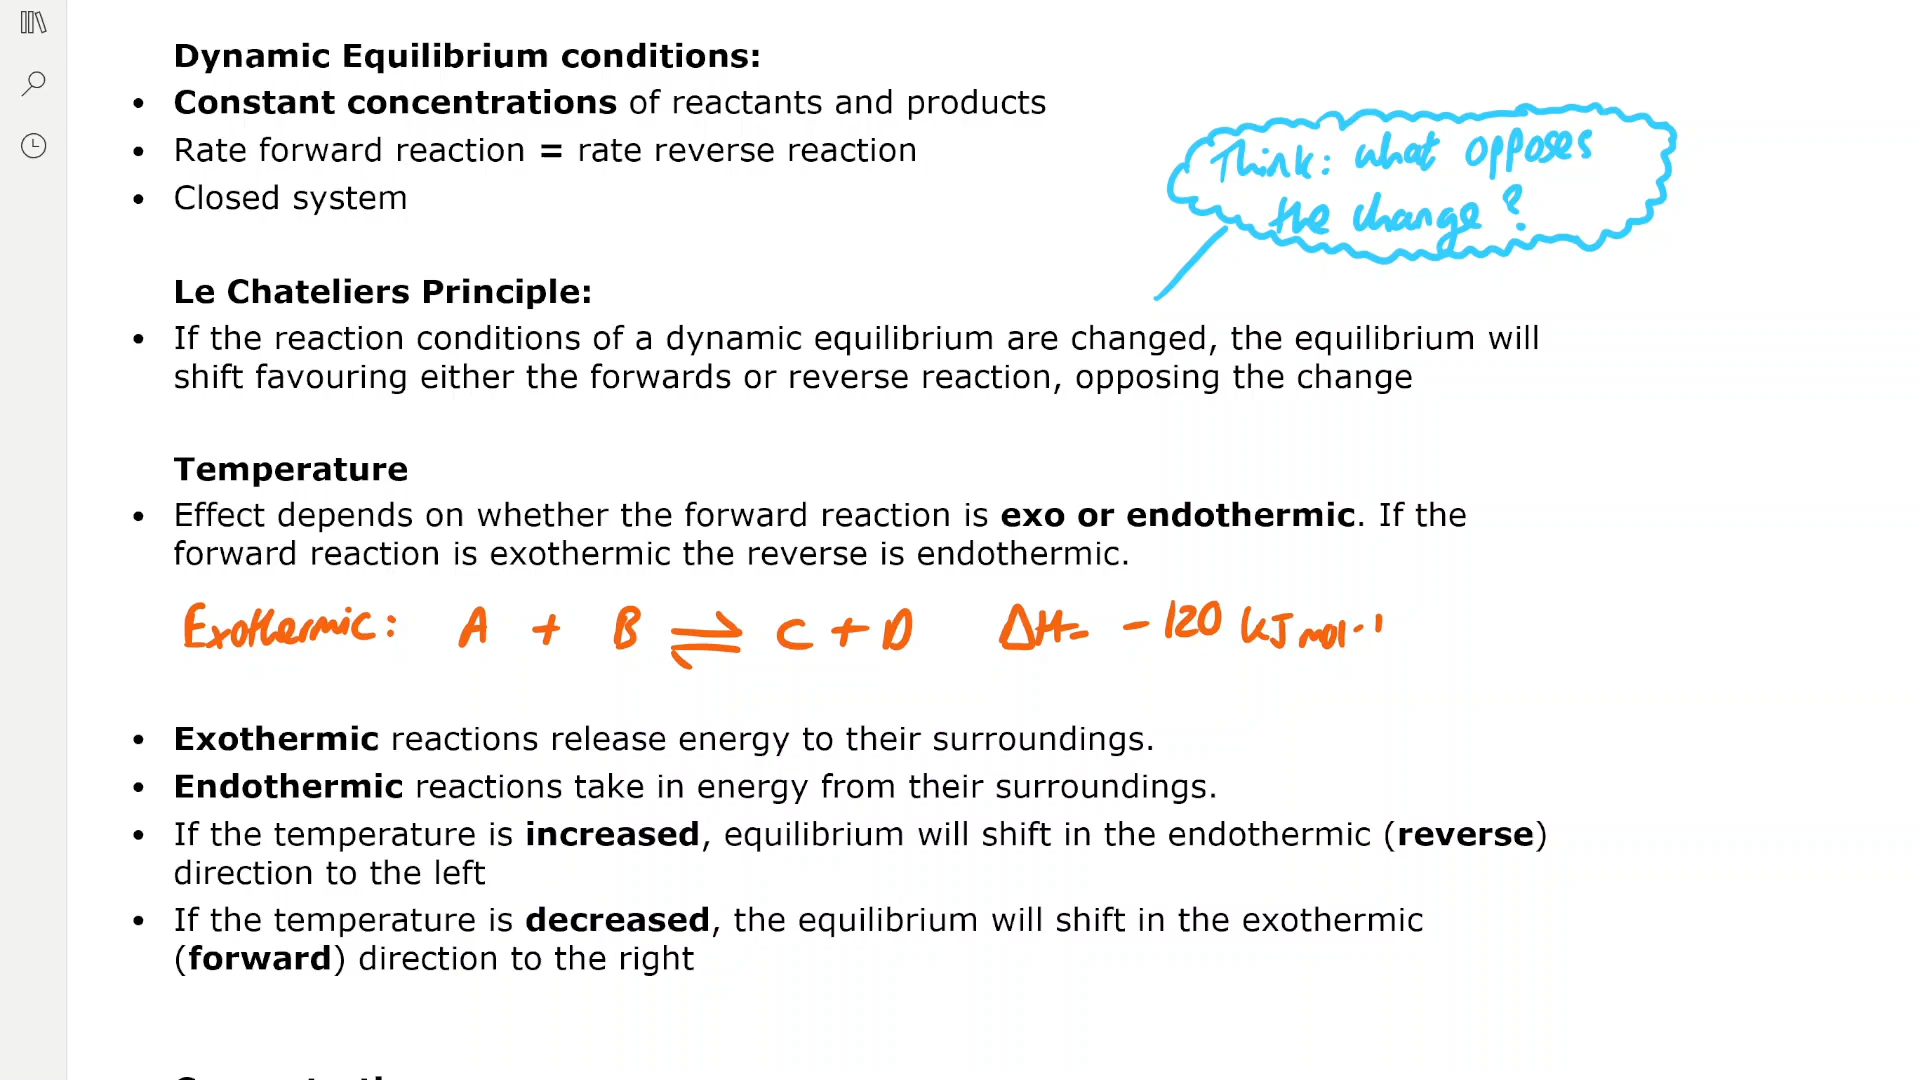 Dynamic Equilibrium conditions:
• Constant concentrations of reactants and products
• Rate forward reaction = rate reverse reaction
• Closed system
Think: what opposes
the change?
Le Chateliers Principle:
• If the reaction conditions of a dynamic equilibrium are changed, the equilibrium will
shift favouring either the forwards or reverse reaction, opposing the change
Temperature
• Effect depends on whether the forward reaction is exo or endothermic. If the
forward reaction is exothermic the reverse is endothermic.
Exothermic: A + B ⇌ C + D ΔH= -120 kJ mol-1
• Exothermic reactions release energy to their surroundings.
• Endothermic reactions take in energy from their surroundings.
• If the temperature is increased, equilibrium will shift in the endothermic (reverse)
direction to the left
• If the temperature is decreased, the equilibrium will shift in the exothermic
(forward) direction to the right